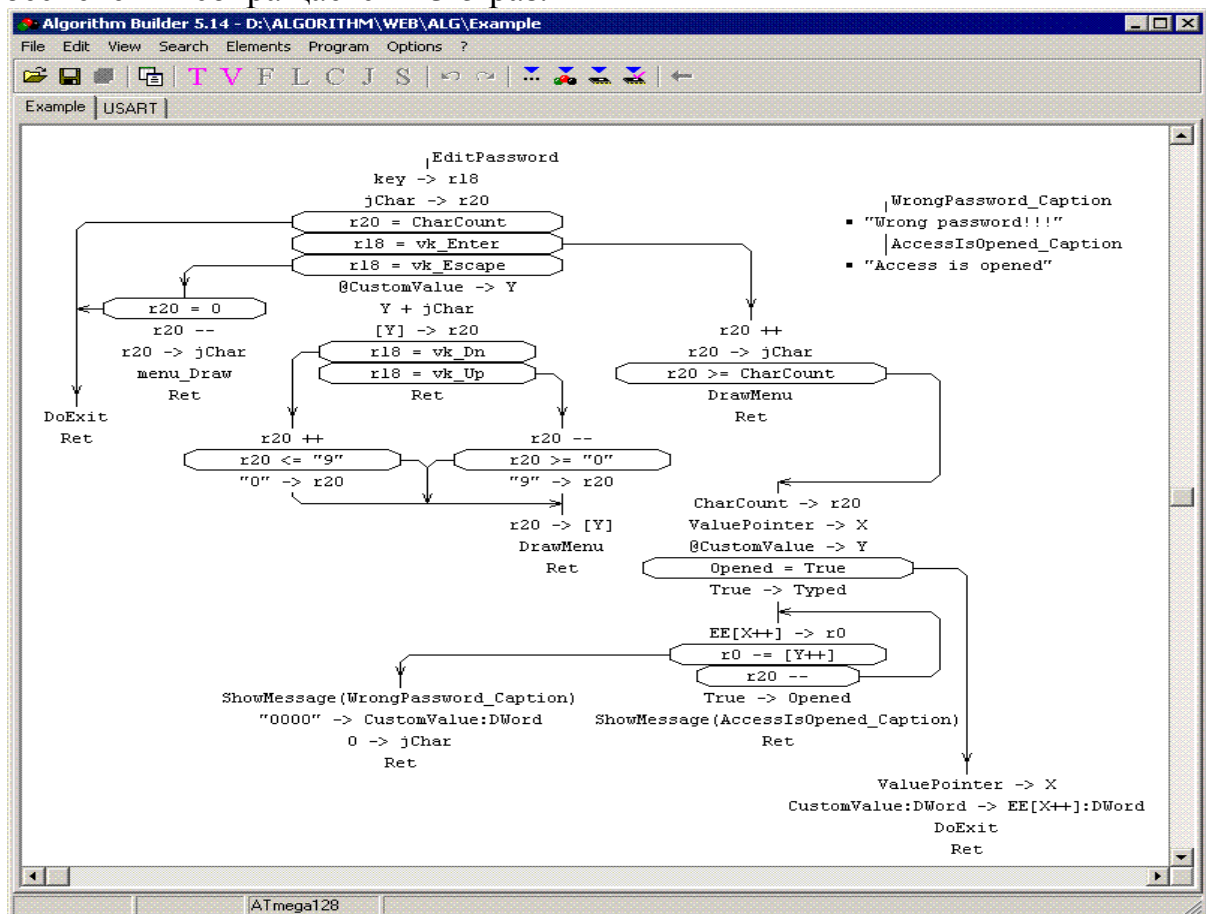 Algorithm Builder 5.14 - D:\ALGORITHM\WEB\ALG\Example
File Edit View Search Elements Program Options ?
T V F L C J S
Example USART
EditPassword
key -> r18
jChar -> r20
r20 = CharCount
r18 = vk_Enter
r18 = vk_Escape
@CustomValue -> Y
Y + jChar
[Y] -> r20
r18 = vk_Dn
r18 = vk_Up
Ret
WrongPassword_Caption
"Wrong password!!!"
AccessIsOpened_Caption
"Access is opened"
r20 = 0
r20 --
r20 -> jChar
menu_Draw
Ret
DoExit
Ret
r20 ++
r20 <= "9"
"0" -> r20
r20 --
r20 >= "0"
"9" -> r20
r20 -> [Y]
DrawMenu
Ret
r20 ++
r20 -> jChar
r20 >= CharCount
DrawMenu
Ret
CharCount -> r20
ValuePointer -> X
@CustomValue -> Y
Opened = True
True -> Typed
EE[X++] -> r0
r0 -= [Y++]
r20 --
True -> Opened
ShowMessage(AccessIsOpened_Caption)
Ret
ShowMessage(WrongPassword_Caption)
"0000" -> CustomValue:DWord
0 -> jChar
Ret
ValuePointer -> X
CustomValue:DWord -> EE[X++]:DWord
DoExit
Ret
ATmega128